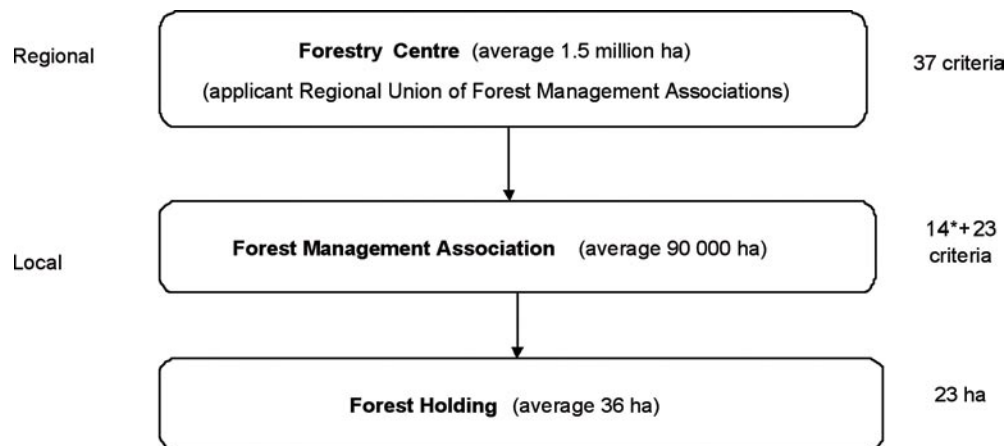 Regional
Forestry Centre (average 1.5 million ha)
(applicant Regional Union of Forest Management Associations)
37 criteria
Local
Forest Management Association (average 90 000 ha)
14*+23
criteria
Forest Holding (average 36 ha)
23 ha